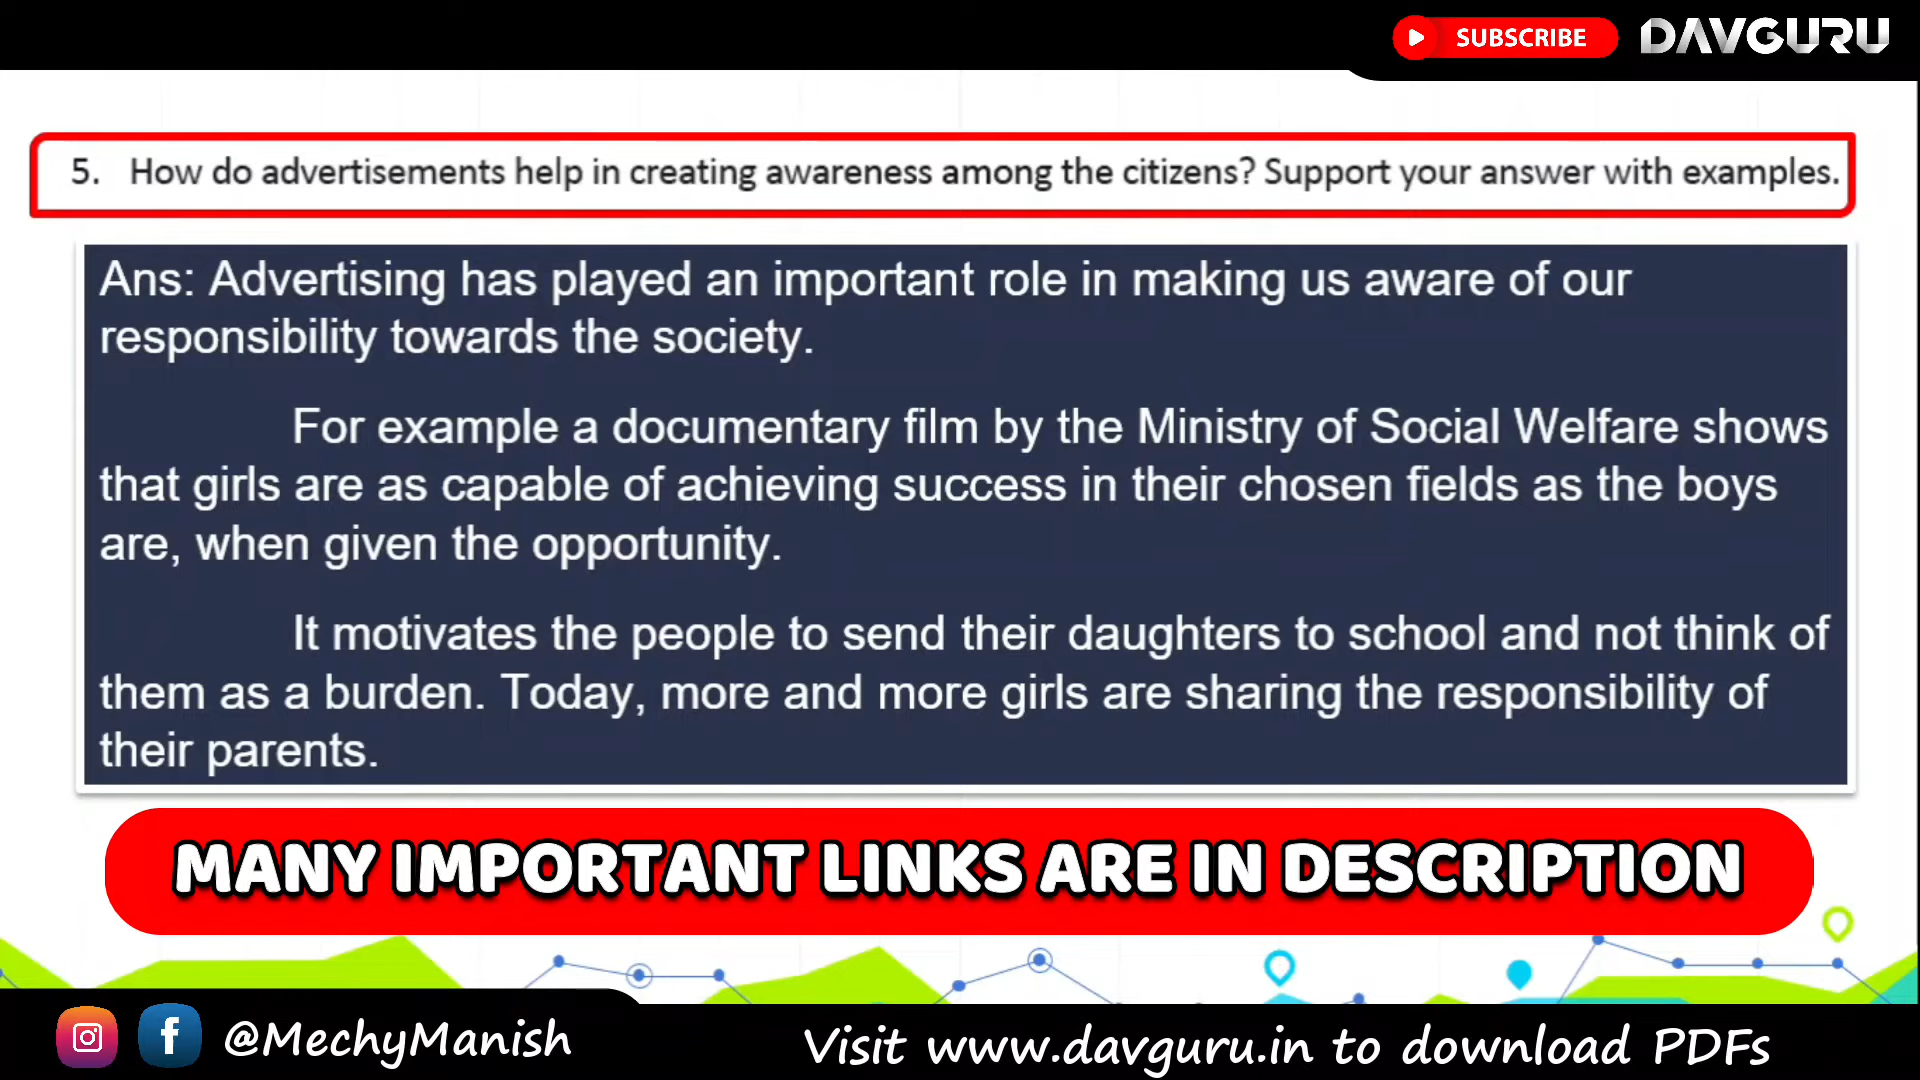 SUBSCRIBE DAVGURU
5. How do advertisements help in creating awareness among the citizens? Support your answer with examples.
Ans: Advertising has played an important role in making us aware of our
responsibility towards the society.
For example a documentary film by the Ministry of Social Welfare shows
that girls are as capable of achieving success in their chosen fields as the boys
are, when given the opportunity.
It motivates the people to send their daughters to school and not think of
them as a burden. Today, more and more girls are sharing the responsibility of
their parents.
MANY IMPORTANT LINKS ARE IN DESCRIPTION
@MechyManish Visit www.davguru.in to download PDFs